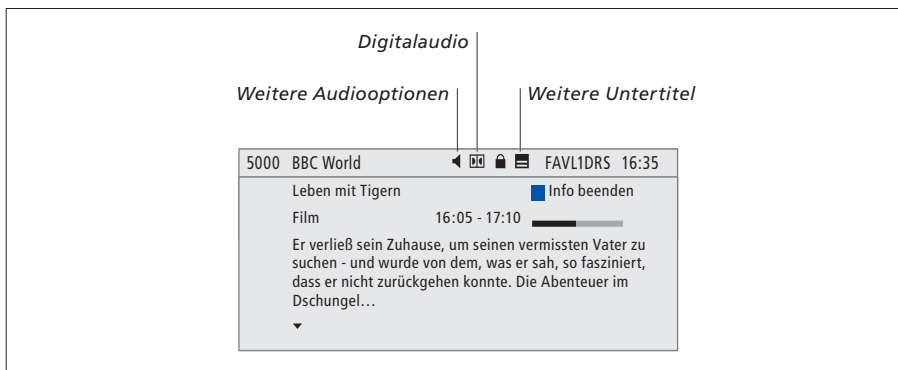 Digitalaudio
Weitere Audiooptionen
Weitere Untertitel
5000 BBC World FAVL1DRS 16:35
Leben mit Tigern Info beenden
Film 16:05 - 17:10
Er verließ sein Zuhause, um seinen vermissten Vater zu
suchen - und wurde von dem, was er sah, so fasziniert,
dass er nicht zurückgehen konnte. Die Abenteuer im
Dschungel…